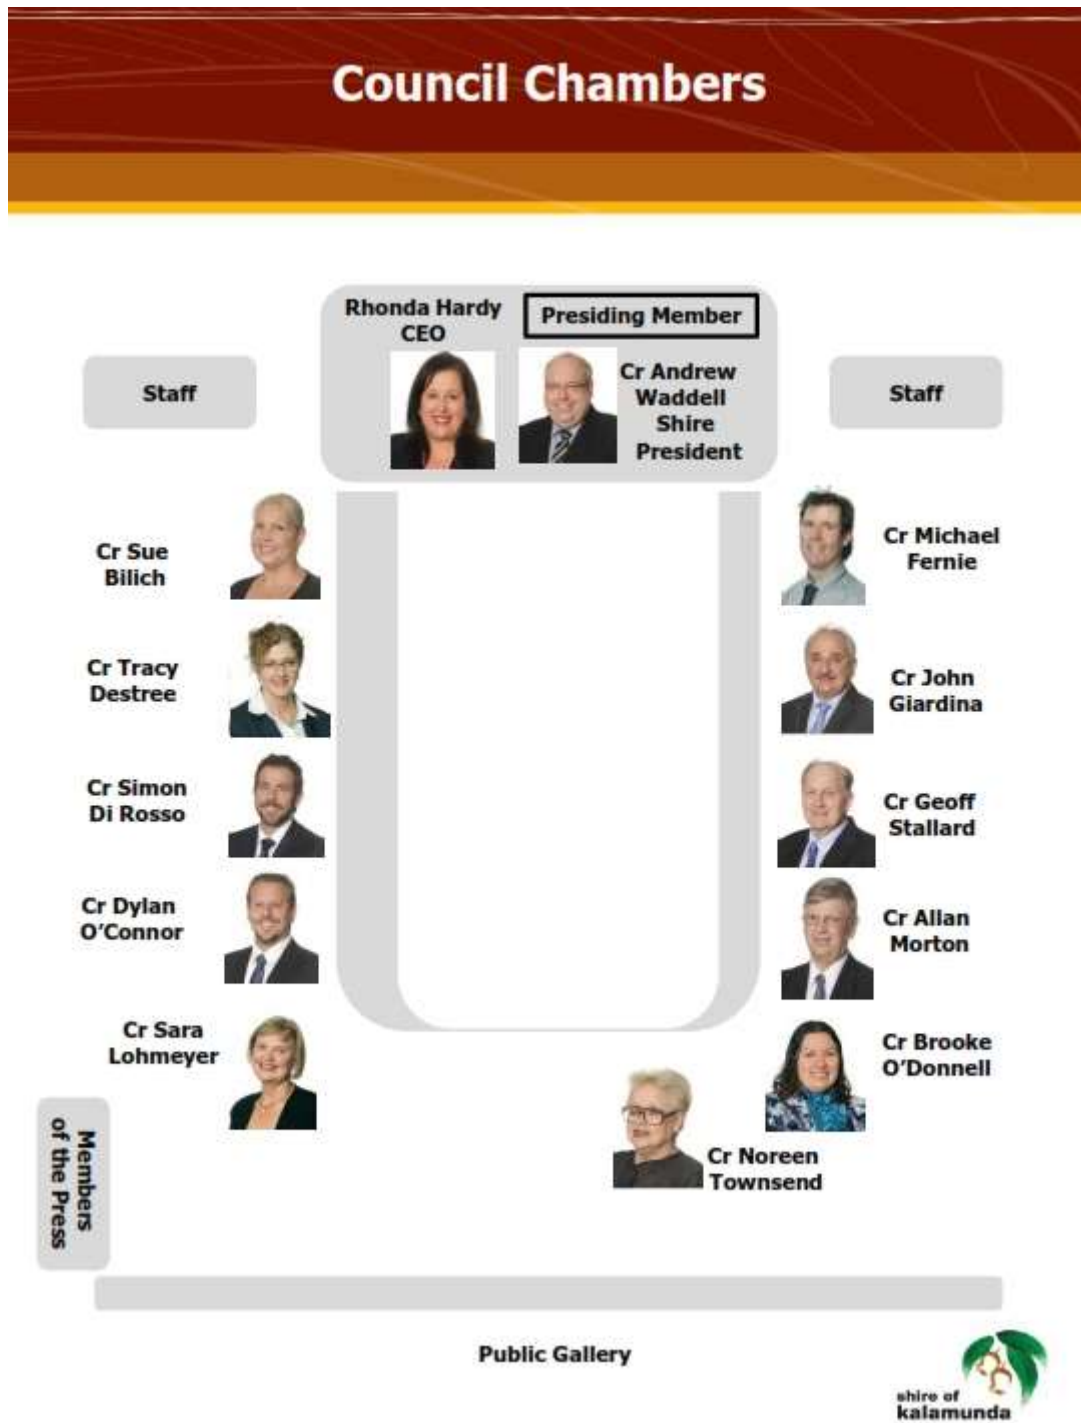 Council Chambers
Rhonda Hardy
CEO
Presiding Member
Cr Andrew
Waddell
Shire
President
Staff
Staff
Cr Sue
Bilich
Cr Michael
Fernie
Cr Tracy
Destree
Cr John
Giardina
Cr Simon
Di Rosso
Cr Geoff
Stallard
Cr Dylan
O'Connor
Cr Allan
Morton
Cr Sara
Lohmeyer
Cr Brooke
O'Donnell
Cr Noreen
Townsend
Members
of the Press
Public Gallery
shire of
kalamunda